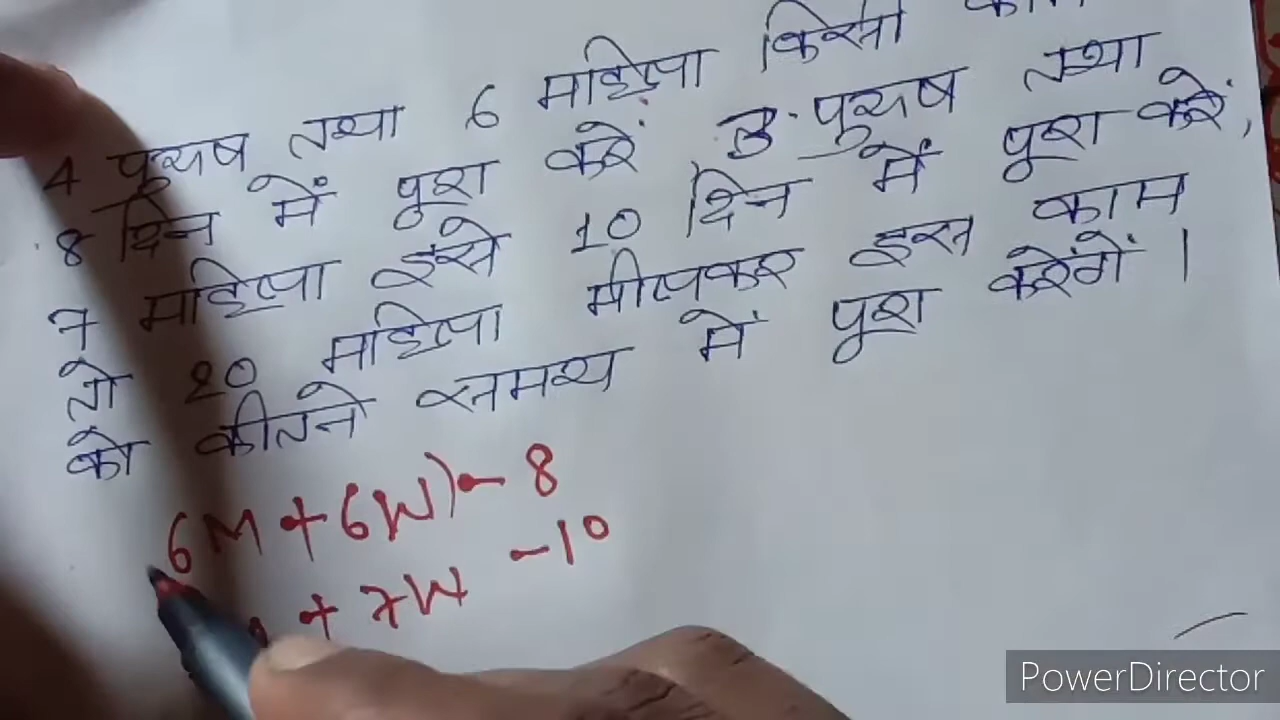 4 पुरुष तथा 6 महिला किसी
8 दिन में पूरा करें 3 पुरुष तथा
7 महिला इसे 10 दिन में पूरा करें,
तो 20 महिला मीलकर इस काम
को कीतने समय में पूरा करेंगें ।
6M + 6W) - 8
+ 7W - 10
PowerDirector